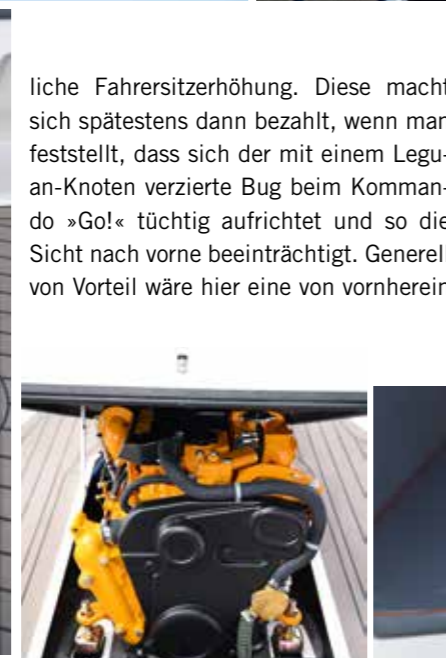 liche Fahrersitzerhöhung. Diese macht
sich spätestens dann bezahlt, wenn man
feststellt, dass sich der mit einem Legu-
an-Knoten verzierte Bug beim Komman-
do »Go!« tüchtig aufrichtet und so die
Sicht nach vorne beeinträchtigt. Generell
von Vorteil wäre hier eine von vornherein